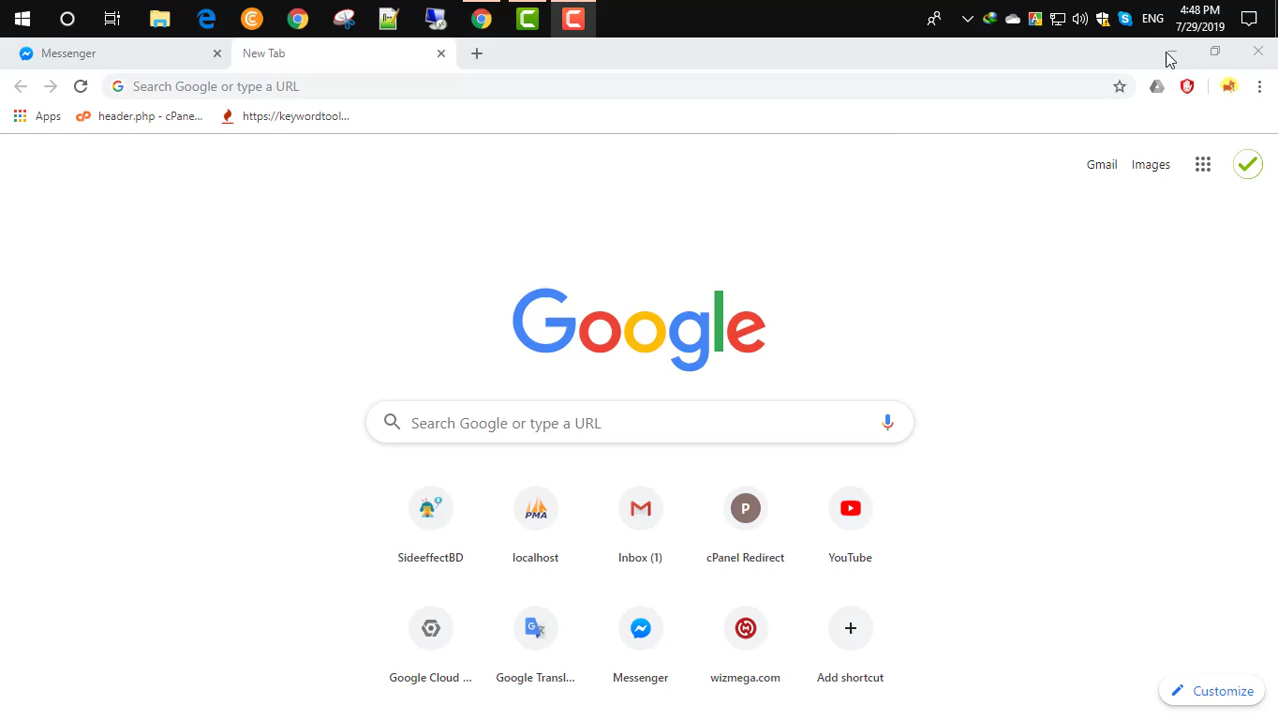 4:48 PM
ENG
7/29/2019
Messenger
New Tab
Search Google or type a URL
Apps
header.php - cPane...
https://keywordtool...
Gmail
Images
Google
Search Google or type a URL
PMA
P
SideeffectBD
localhost
Inbox (1)
cPanel Redirect
YouTube
Google Cloud ...
Google Transl...
Messenger
wizmega.com
Add shortcut
Customize